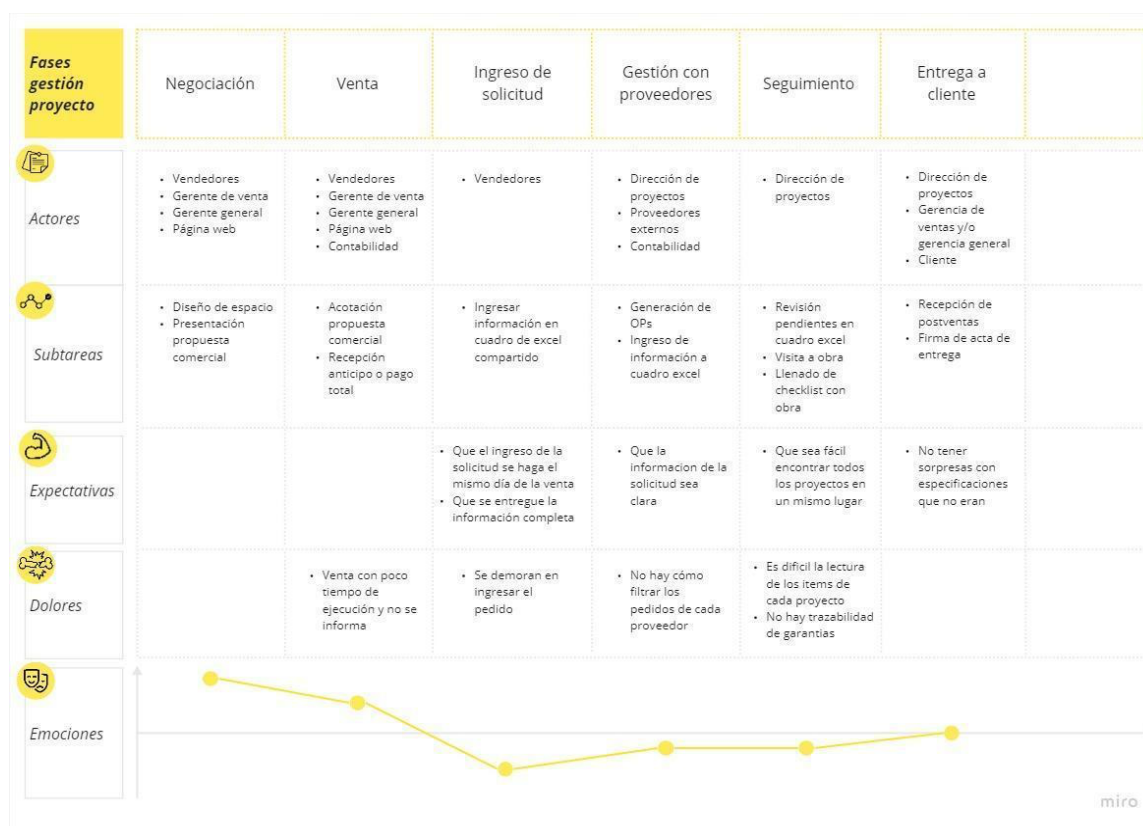 Fases
gestión
proyecto
Negociación
Venta
Ingreso de
solicitud
Gestión con
proveedores
Seguimiento
Entrega a
cliente
Actores
• Vendedores
• Gerente de venta
• Gerente general
• Página web
• Vendedores
• Gerente de venta
• Gerente general
• Página web
• Contabilidad
• Vendedores
• Dirección de
proyectos
• Proveedores
externos
• Contabilidad
• Dirección de
proyectos
• Dirección de
proyectos
• Gerencia de
ventas y/o
gerencia general
• Cliente
Subtareas
• Diseño de espacio
• Presentación
propuesta
comercial
• Acotación
propuesta
comercial
• Recepción
anticipo o pago
total
• Ingresar
información en
cuadro de excel
compartido
• Generación de
OPs
• Ingreso de
información a
cuadro excel
• Revisión
pendientes en
cuadro excel
• Visita a obra
• Llenado de
checklist con
obra
• Recepción de
postventas
• Firma de acta de
entrega
Expectativas
• Que el ingreso de la
solicitud se haga el
mismo día de la venta
• Que se entregue la
información completa
• Que la
informacion de la
solicitud sea
clara
• Que sea fácil
encontrar todos
los proyectos en
un mismo lugar
• No tener
sorpresas con
especificaciones
que no eran
Dolores
• Venta con poco
tiempo de
ejecución y no se
informa
• Se demoran en
ingresar el
pedido
• No hay cómo
filtrar los
pedidos de cada
proveedor
• Es dificil la lectura
de los items de
cada proyecto
• No hay trazabilidad
de garantias
Emociones
miro